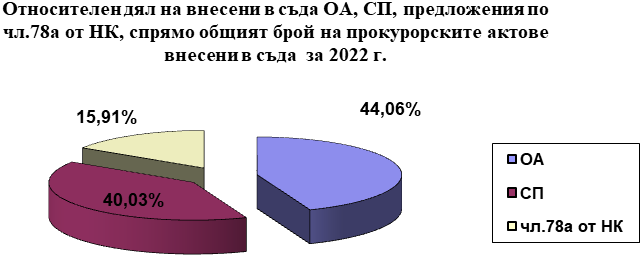 Относителен дял на внесени в съда ОА, СП, предложения по
чл.78а от НК, спрямо общият брой на прокурорските актове
внесени в съда за 2022 г.
15,91%
44,06%
40,03%
ОА
СП
чл.78а от НК